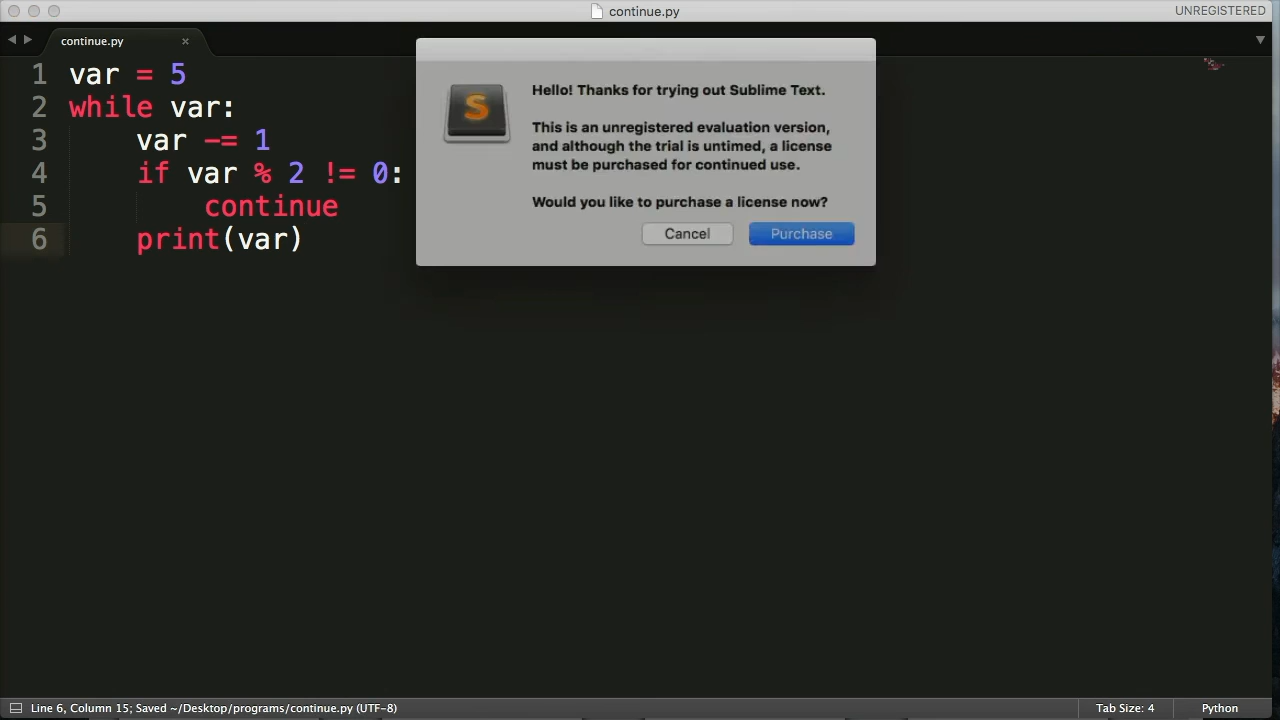 continue.py
UNREGISTERED
continue.py
1 var = 5
2 while var:
3 var -= 1
4 if var % 2 != 0:
5 continue
6 print(var)
S
Hello! Thanks for trying out Sublime Text.
This is an unregistered evaluation version,
and although the trial is untimed, a license
must be purchased for continued use.
Would you like to purchase a license now?
Cancel
Purchase
Line 6, Column 15; Saved ~/Desktop/programs/continue.py (UTF-8)
Tab Size: 4
Python